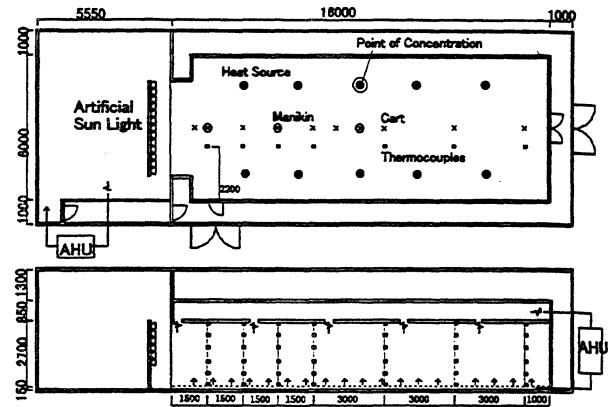 5550 16000 1000
Point of Concentration
1000
Heat Source
Artificial
Sun Light
Manikin
Cart
6000
Thermocouples
2200
1000
AHU
1300
850
2700
150
AHU
1500 1500 1500 1500 3000 3000 3000 1000